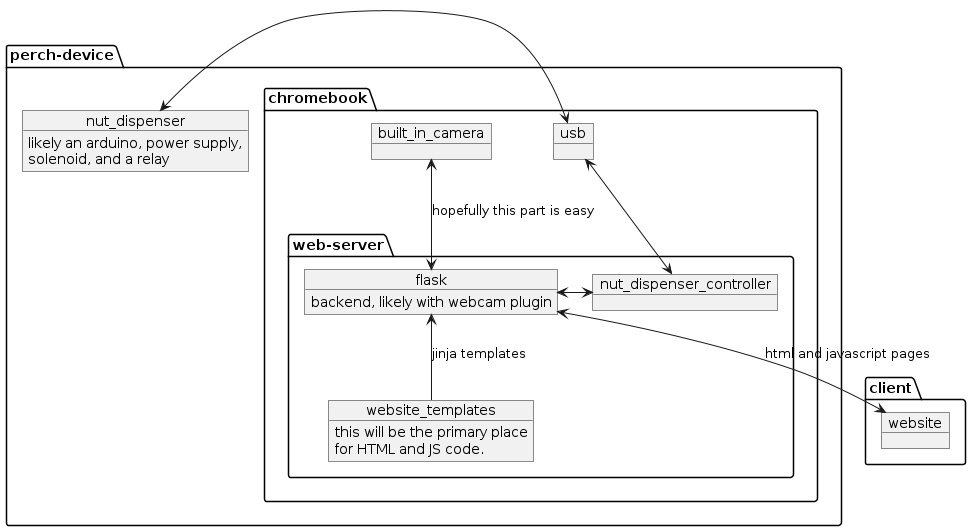 perch-device
chromebook
nut_dispenser
likely an arduino, power supply,
solenoid, and a relay
built_in_camera
usb
hopefully this part is easy
web-server
flask
backend, likely with webcam plugin
nut_dispenser_controller
jinja templates
html and javascript pages
client
website
website_templates
this will be the primary place
for HTML and JS code.